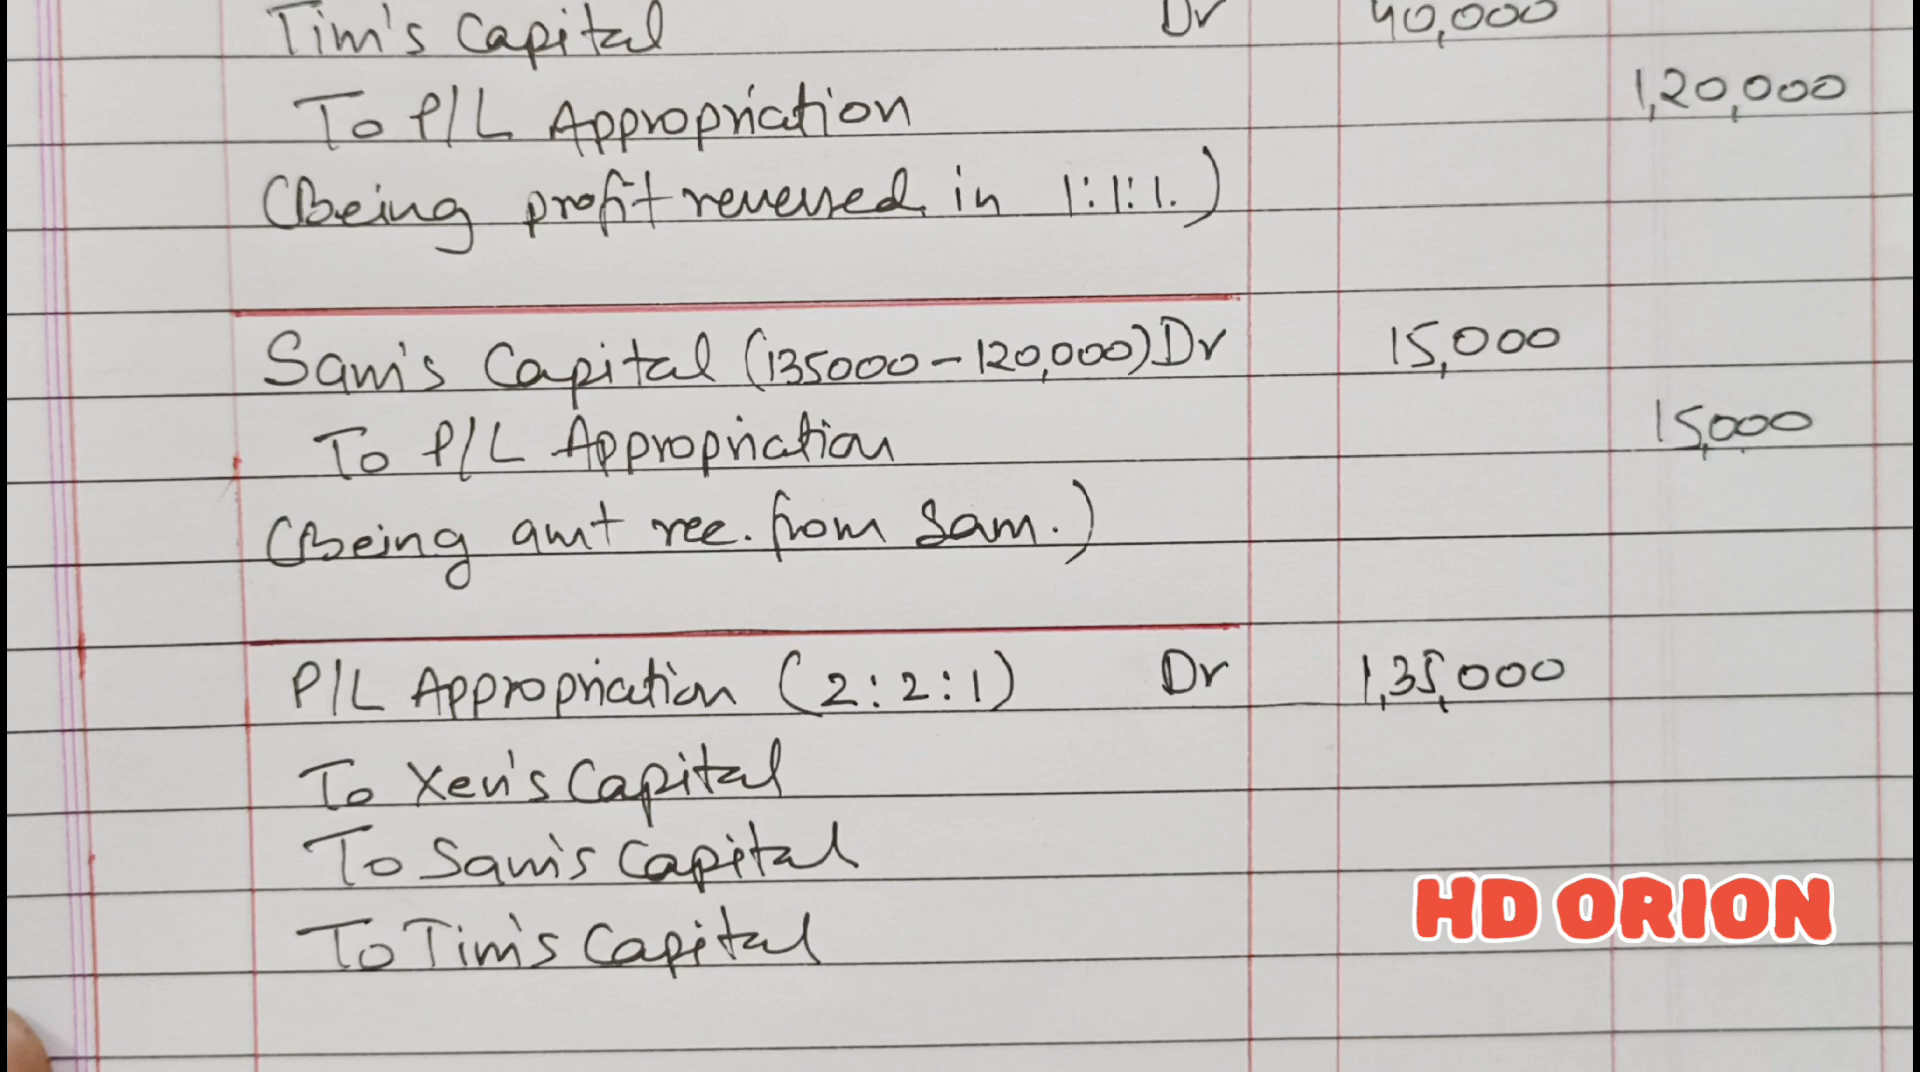 Tim's Capital Dr 40,000
To P/L Appropriation 1,20,000
(Being profit reversed in 1:1:1.)
Sam's Capital (135000-120,000) Dr 15,000
To P/L Appropriation 15,000
(Being amt rec. from Sam.)
P/L Appropriation (2:2:1) Dr 1,35,000
To Xen's Capital
To Sam's Capital
To Tim's Capital
HD ORION